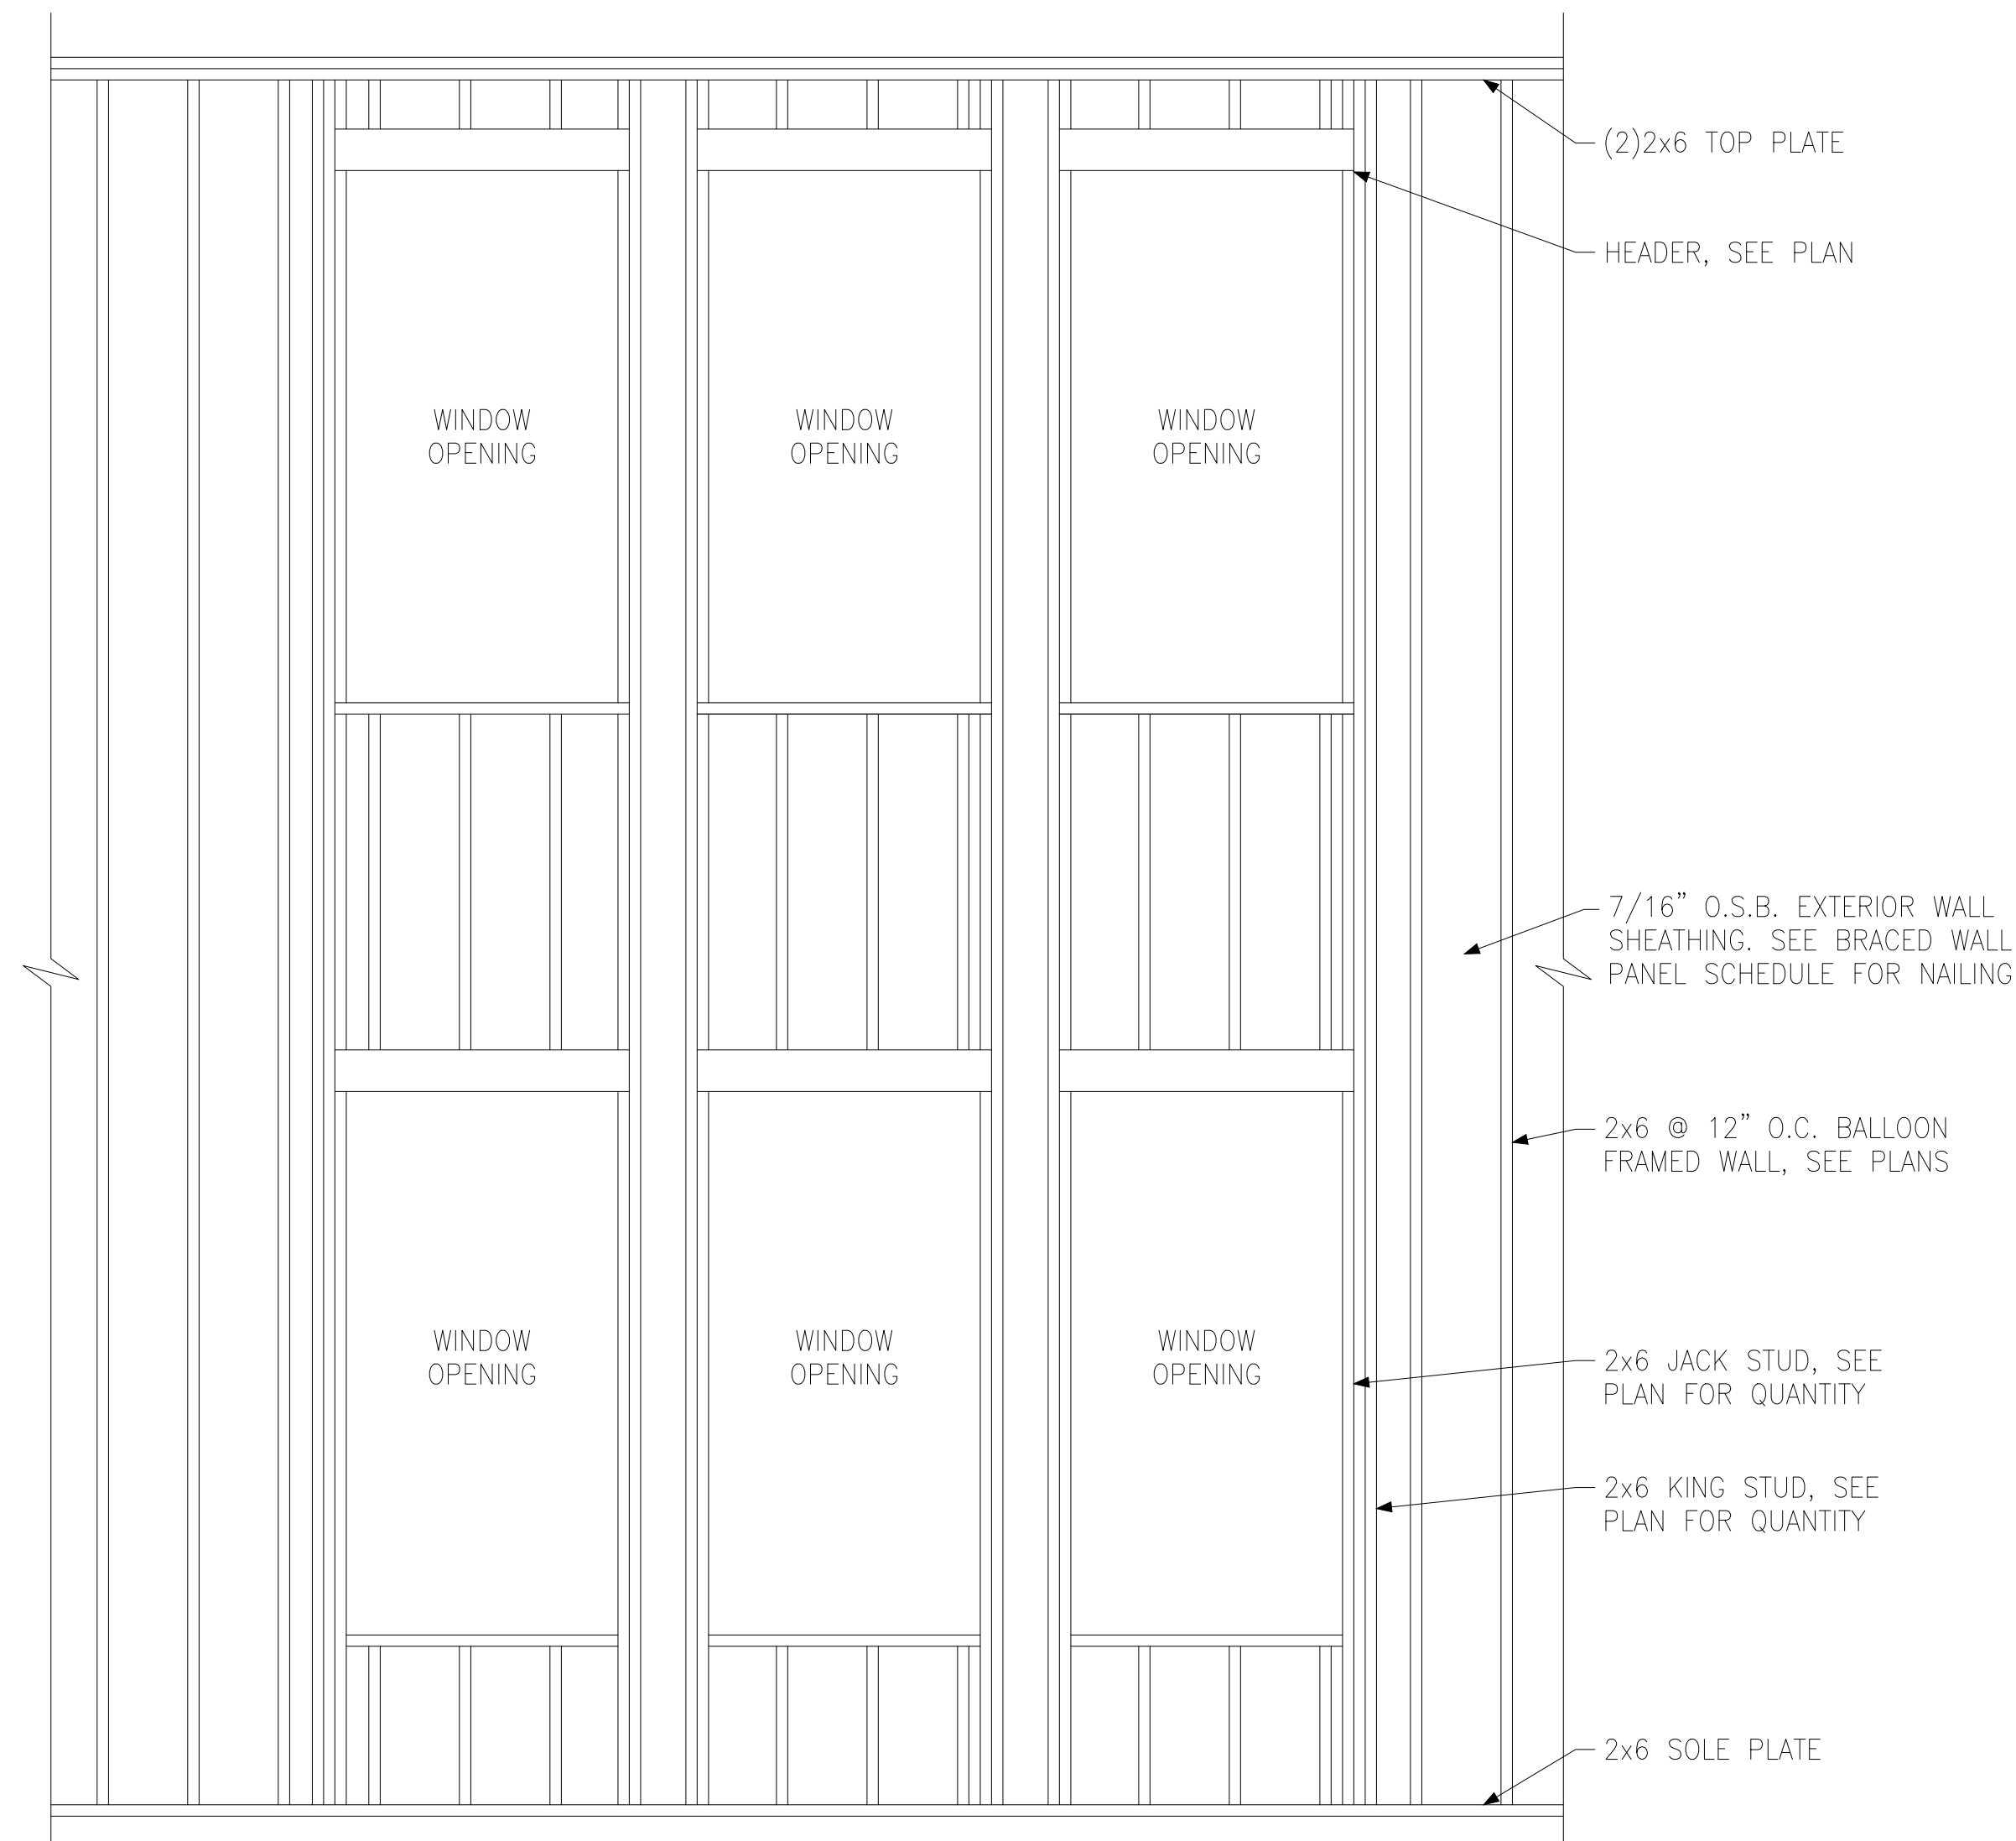 (2)2x6 TOP PLATE
HEADER, SEE PLAN
WINDOW
OPENING
WINDOW
OPENING
WINDOW
OPENING
7/16" O.S.B. EXTERIOR WALL
SHEATHING. SEE BRACED WALL
PANEL SCHEDULE FOR NAILING
2x6 @ 12" O.C. BALLOON
FRAMED WALL, SEE PLANS
WINDOW
OPENING
WINDOW
OPENING
WINDOW
OPENING
2x6 JACK STUD, SEE
PLAN FOR QUANTITY
2x6 KING STUD, SEE
PLAN FOR QUANTITY
2x6 SOLE PLATE